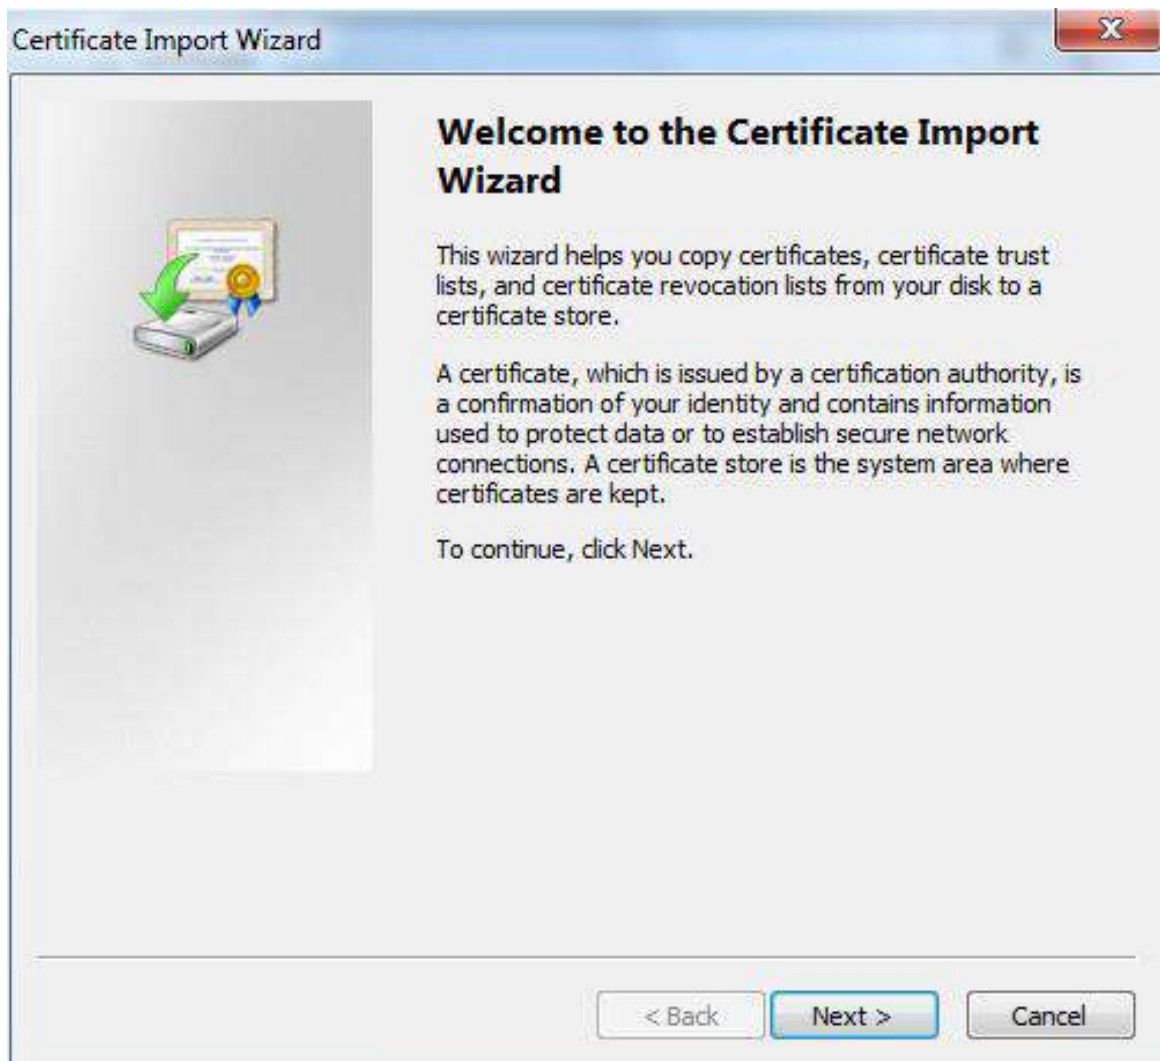 Certificate Import Wizard
X
Welcome to the Certificate Import
Wizard
This wizard helps you copy certificates, certificate trust
lists, and certificate revocation lists from your disk to a
certificate store.
A certificate, which is issued by a certification authority, is
a confirmation of your identity and contains information
used to protect data or to establish secure network
connections. A certificate store is the system area where
certificates are kept.
To continue, click Next.
< Back Next > Cancel